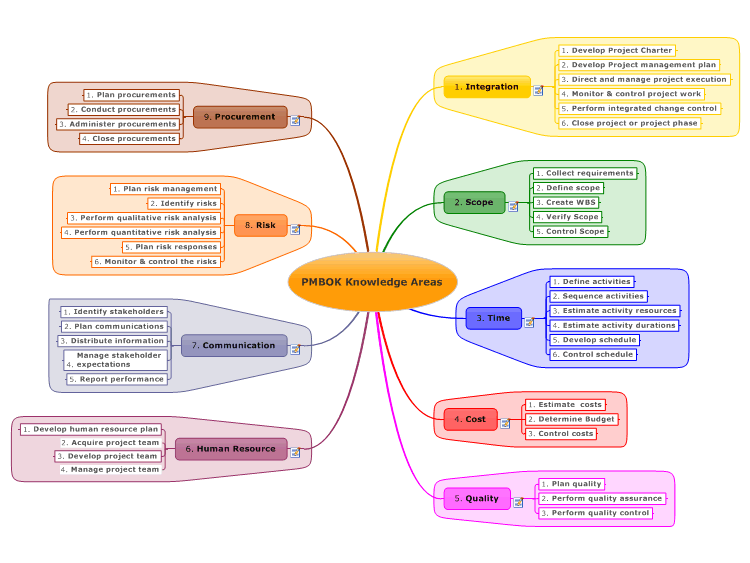 PMBOK Knowledge Areas
1. Integration
1. Develop Project Charter
2. Develop Project management plan
3. Direct and manage project execution
4. Monitor & control project work
5. Perform integrated change control
6. Close project or project phase
2. Scope
1. Collect requirements
2. Define scope
3. Create WBS
4. Verify Scope
5. Control Scope
3. Time
1. Define activities
2. Sequence activities
3. Estimate activity resources
4. Estimate activity durations
5. Develop schedule
6. Control schedule
4. Cost
1. Estimate costs
2. Determine Budget
3. Control costs
5. Quality
1. Plan quality
2. Perform quality assurance
3. Perform quality control
6. Human Resource
1. Develop human resource plan
2. Acquire project team
3. Develop project team
4. Manage project team
7. Communication
1. Identify stakeholders
2. Plan communications
3. Distribute information
Manage stakeholder
4. expectations
5. Report performance
8. Risk
1. Plan risk management
2. Identify risks
3. Perform qualitative risk analysis
4. Perform quantitative risk analysis
5. Plan risk responses
6. Monitor & control the risks
9. Procurement
1. Plan procurements
2. Conduct procurements
3. Administer procurements
4. Close procurements